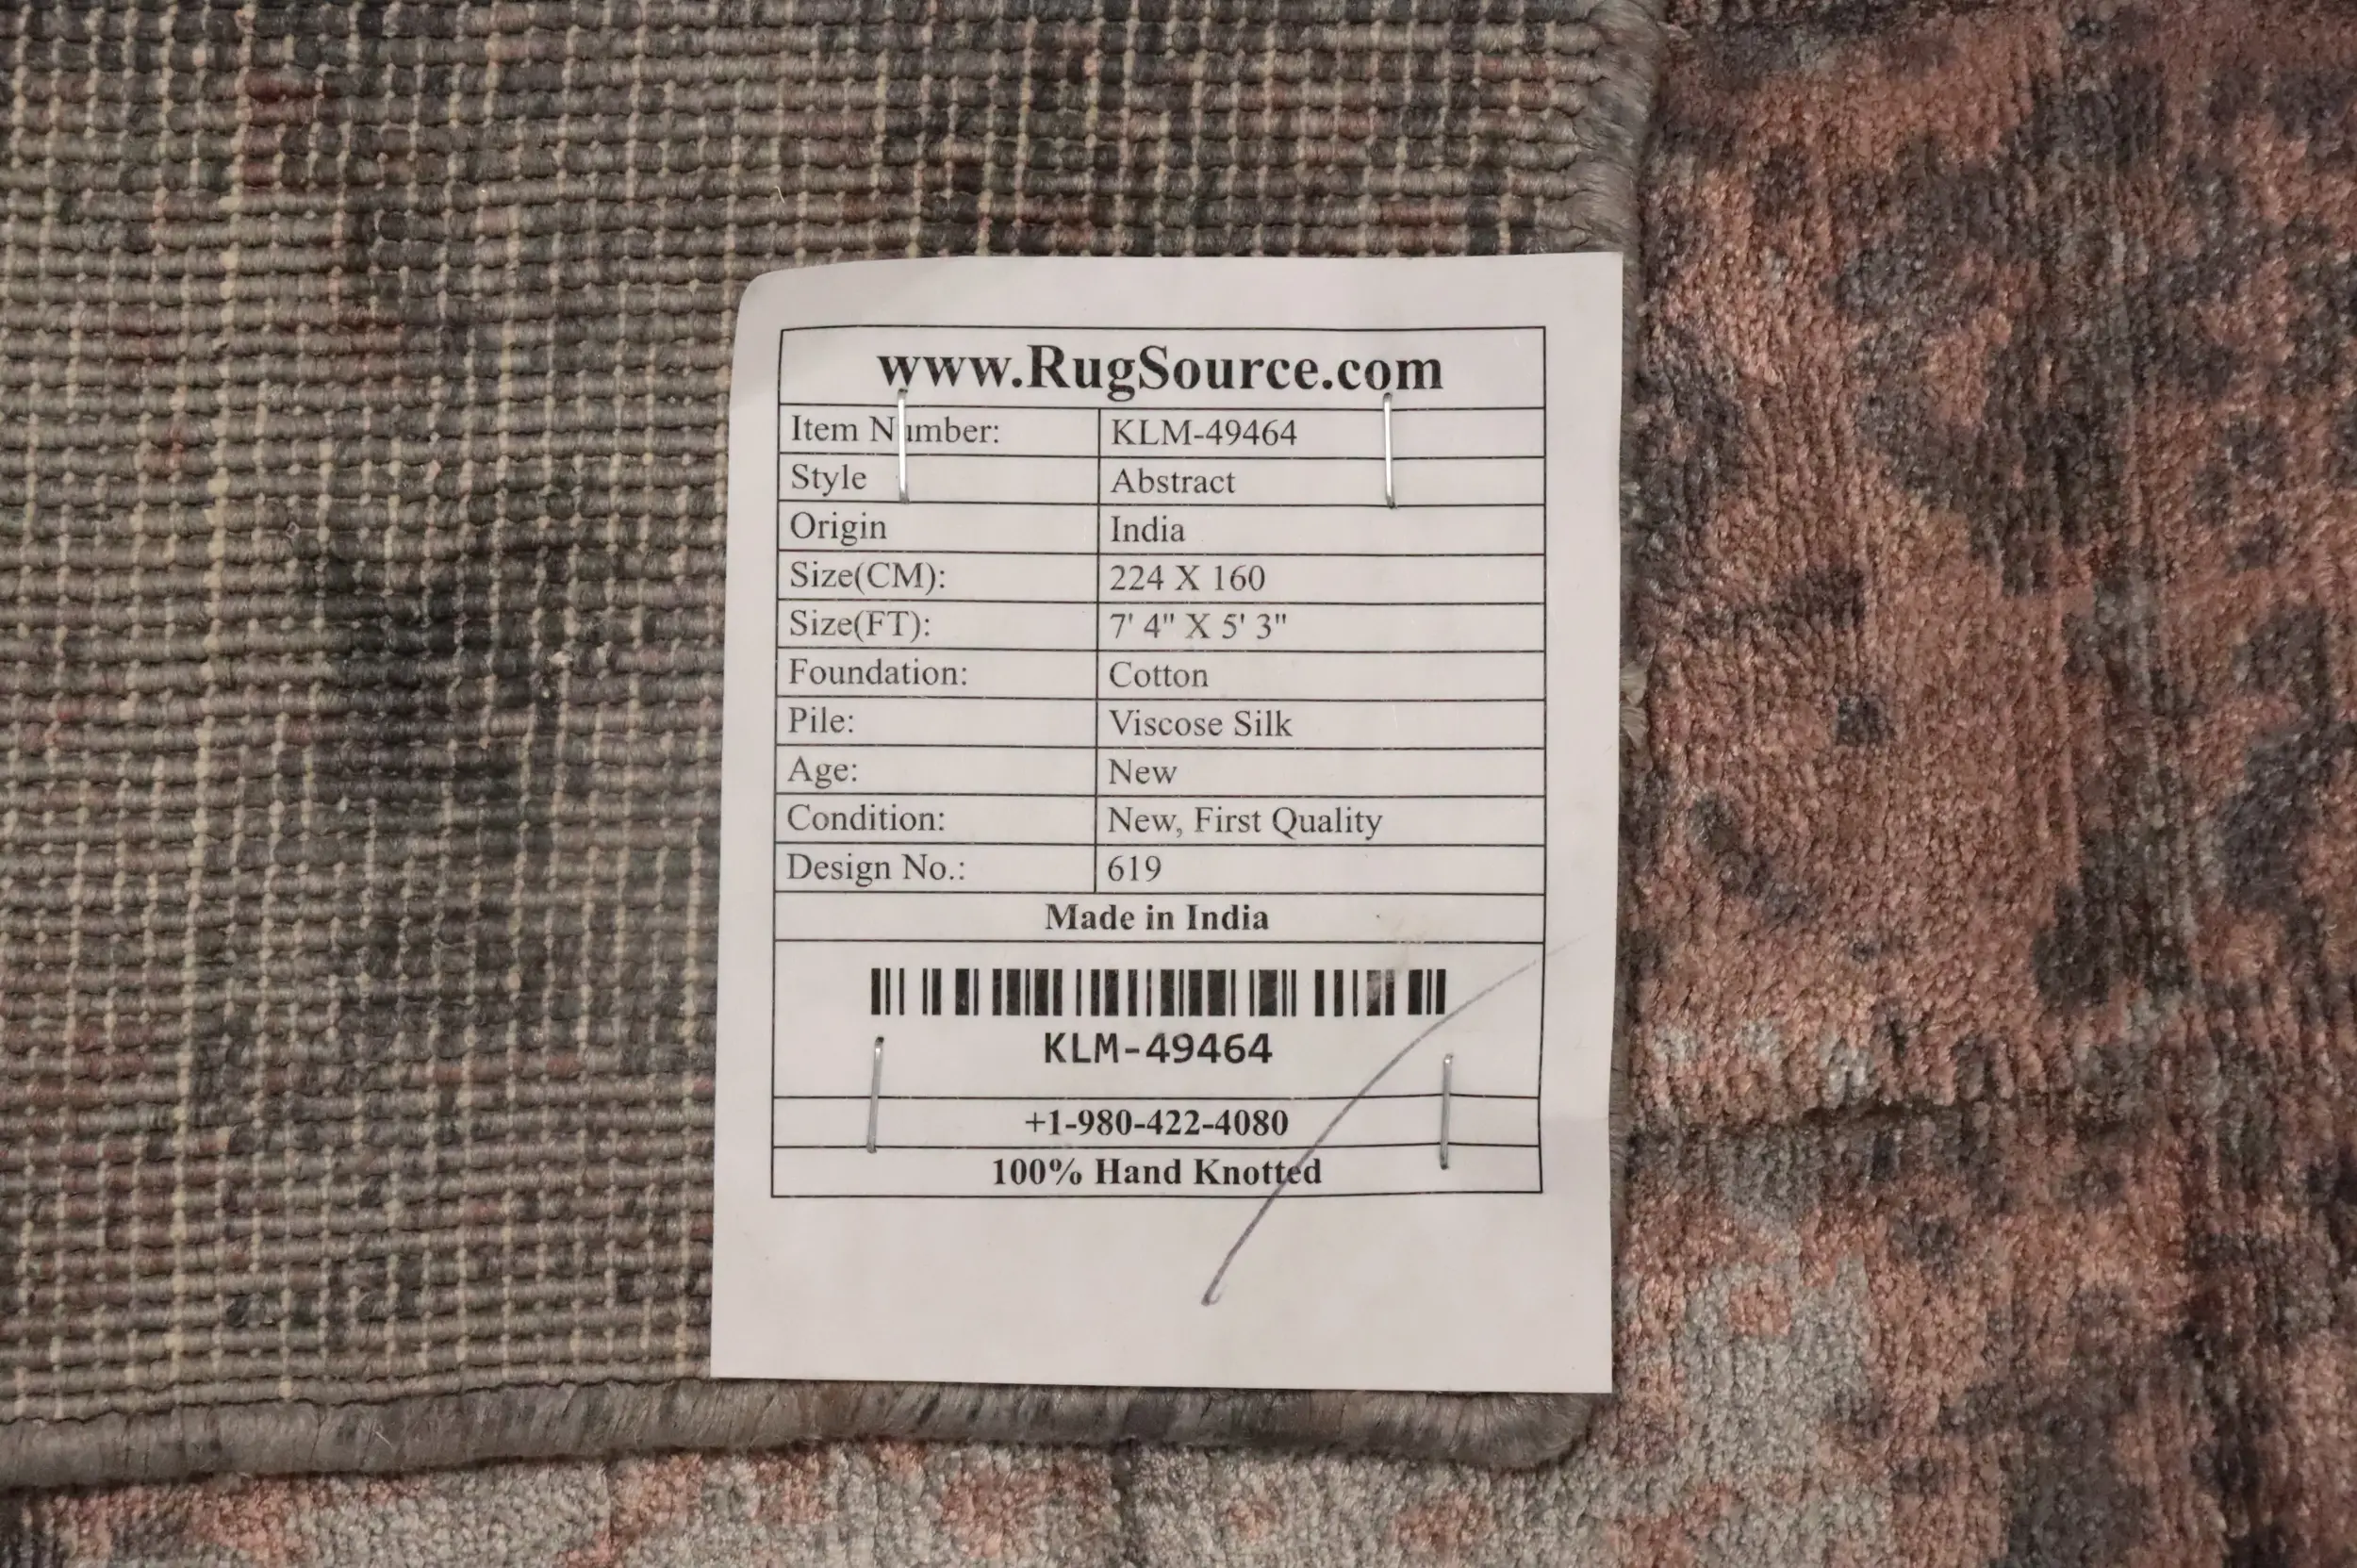 www.RugSource.com
Item Number: KLM-49464
Style Abstract
Origin India
Size(CM): 224 X 160
Size(FT): 7' 4" X 5' 3"
Foundation: Cotton
Pile: Viscose Silk
Age: New
Condition: New, First Quality
Design No.: 619
Made in India
KLM-49464
+1-980-422-4080
100% Hand Knotted